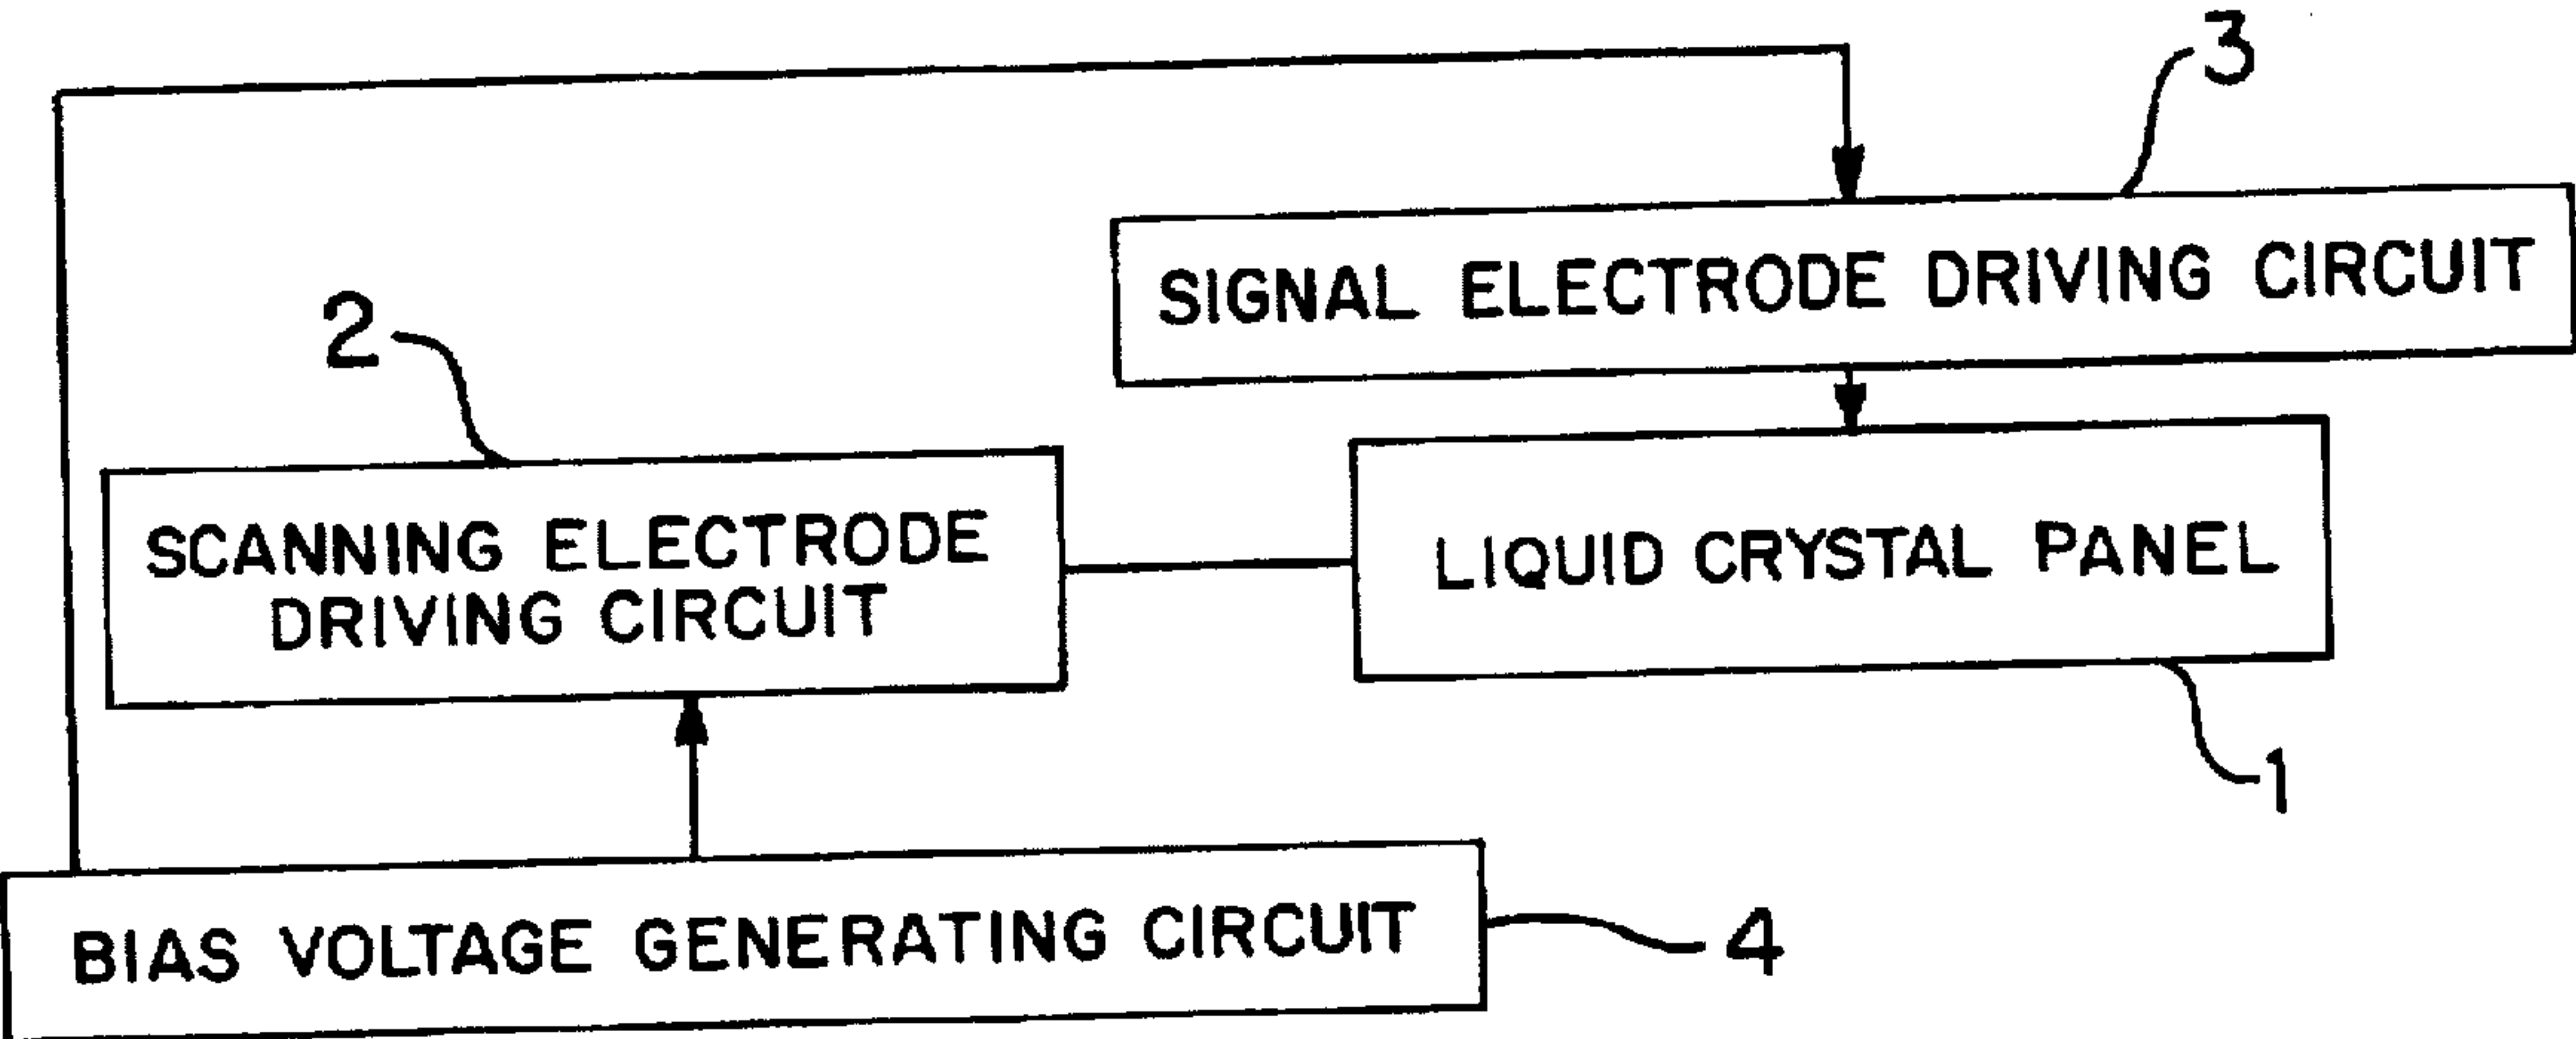 3
SIGNAL ELECTRODE DRIVING CIRCUIT
2
SCANNING ELECTRODE
DRIVING CIRCUIT
LIQUID CRYSTAL PANEL
1
BIAS VOLTAGE GENERATING CIRCUIT
4